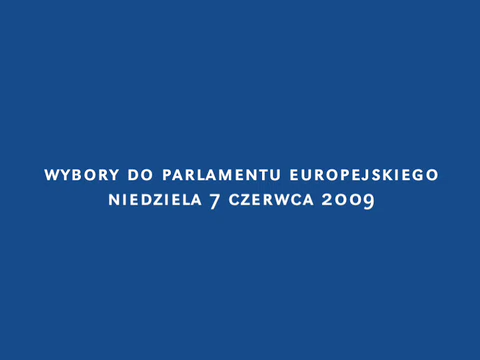 WYBORY DO PARLAMENTU EUROPEJSKIEGO
NIEDZIELA 7 CZERWCA 2009